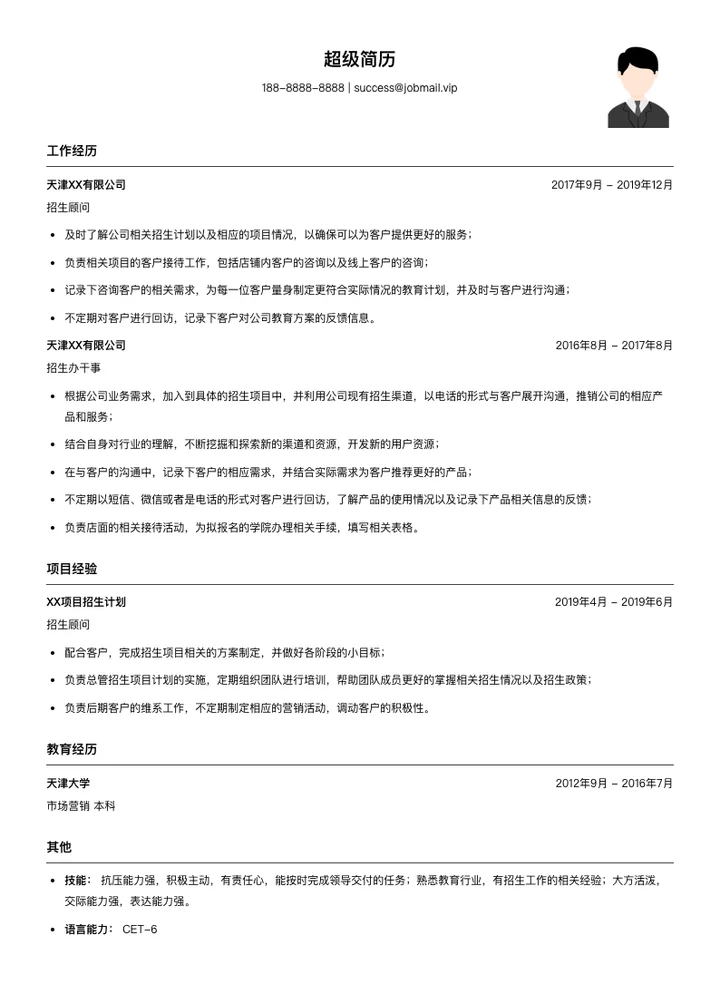 超级简历
188-8888-8888 | success@jobmail.vip
工作经历
天津XX有限公司 2017年9月 – 2019年12月
招生顾问
• 及时了解公司相关招生计划以及相应的项目情况，以确保可以为客户提供更好的服务；
• 负责相关项目的客户接待工作，包括店铺内客户的咨询以及线上客户的咨询；
• 记录下咨询客户的相关需求，为每一位客户量身制定更符合实际情况的教育计划，并及时与客户进行沟通；
• 不定期对客户进行回访，记录下客户对公司教育方案的反馈信息。
天津XX有限公司 2016年8月 – 2017年8月
招生办干事
• 根据公司业务需求，加入到具体的招生项目中，并利用公司现有招生渠道，以电话的形式与客户展开沟通，推销公司的相应产
品和服务；
• 结合自身对行业的理解，不断挖掘和探索新的渠道和资源，开发新的用户资源；
• 在与客户的沟通中，记录下客户的相应需求，并结合实际需求为客户推荐更好的产品；
• 不定期以短信、微信或者是电话的形式对客户进行回访，了解产品的使用情况以及记录下产品相关信息的反馈；
• 负责店面的相关接待活动，为拟报名的学院办理相关手续，填写相关表格。
项目经验
XX项目招生计划 2019年4月 – 2019年6月
招生顾问
• 配合客户，完成招生项目相关的方案制定，并做好各阶段的小目标；
• 负责总管招生项目计划的实施，定期组织团队进行培训，帮助团队成员更好的掌握相关招生情况以及招生政策；
• 负责后期客户的维系工作，不定期制定相应的营销活动，调动客户的积极性。
教育经历
天津大学 2012年9月 – 2016年7月
市场营销 本科
其他
• 技能： 抗压能力强，积极主动，有责任心，能按时完成领导交付的任务；熟悉教育行业，有招生工作的相关经验；大方活泼，
交际能力强，表达能力强。
• 语言能力： CET-6